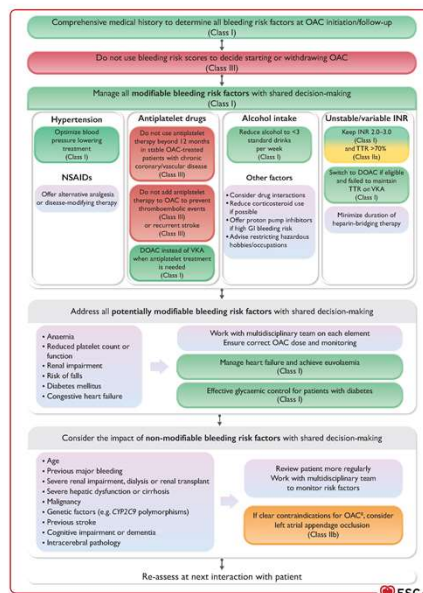 Comprehensive medical history to determine all bleeding risk factors at OAC initiation/follow-up
(Class I)
Do not use bleeding risk scores to decide starting or withdrawing OAC
(Class III)
Manage all modifiable bleeding risk factors with shared decision-making
(Class I)
Hypertension
Optimize blood
pressure lowering
treatment
(Class I)
NSAIDs
Offer alternative analgesia
or disease-modifying therapy
Antiplatelet drugs
Do not use antiplatelet
therapy beyond 12 months
in stable OAC-treated
patients with chronic
coronary/vascular disease
(Class III)
Do not add antiplatelet
therapy to OAC to prevent
thromboembolic events
(Class III)
or recurrent stroke
(Class III)
DOAC instead of VKA
when antiplatelet treatment
is needed
(Class I)
Alcohol intake
Reduce alcohol to <3
standard drinks
per week
(Class I)
Other factors
• Consider drug interactions
• Reduce corticosteroid use
if possible
• Offer proton pump inhibitors
if high GI bleeding risk
• Advise restricting hazardous
hobbies/occupations
Unstable/variable INR
Keep INR 2.0–3.0
(Class I)
and TTR >70%
(Class IIa)
Switch to DOAC if eligible
and failed to maintain
TTR on VKA
(Class I)
Minimize duration of
heparin-bridging therapy
Address all potentially modifiable bleeding risk factors with shared decision-making
• Anaemia
• Reduced platelet count or
function
• Renal impairment
• Risk of falls
• Diabetes mellitus
• Congestive heart failure
Work with multidisciplinary team on each element
Ensure correct OAC dose and monitoring
Manage heart failure and achieve euvolaemia
(Class I)
Effective glycaemic control for patients with diabetes
(Class I)
Consider the impact of non-modifiable bleeding risk factors with shared decision-making
• Age
• Previous major bleeding
• Severe renal impairment, dialysis or renal transplant
• Severe hepatic dysfunction or cirrhosis
• Malignancy
• Genetic factors (e.g. CYP2C9 polymorphisms)
• Previous stroke
• Cognitive impairment or dementia
• Intracerebral pathology
Review patient more regularly
Work with multidisciplinary team
to monitor risk factors
If clear contraindications for OACª, consider
left atrial appendage occlusion
(Class IIb)
Re-assess at next interaction with patient
ESC